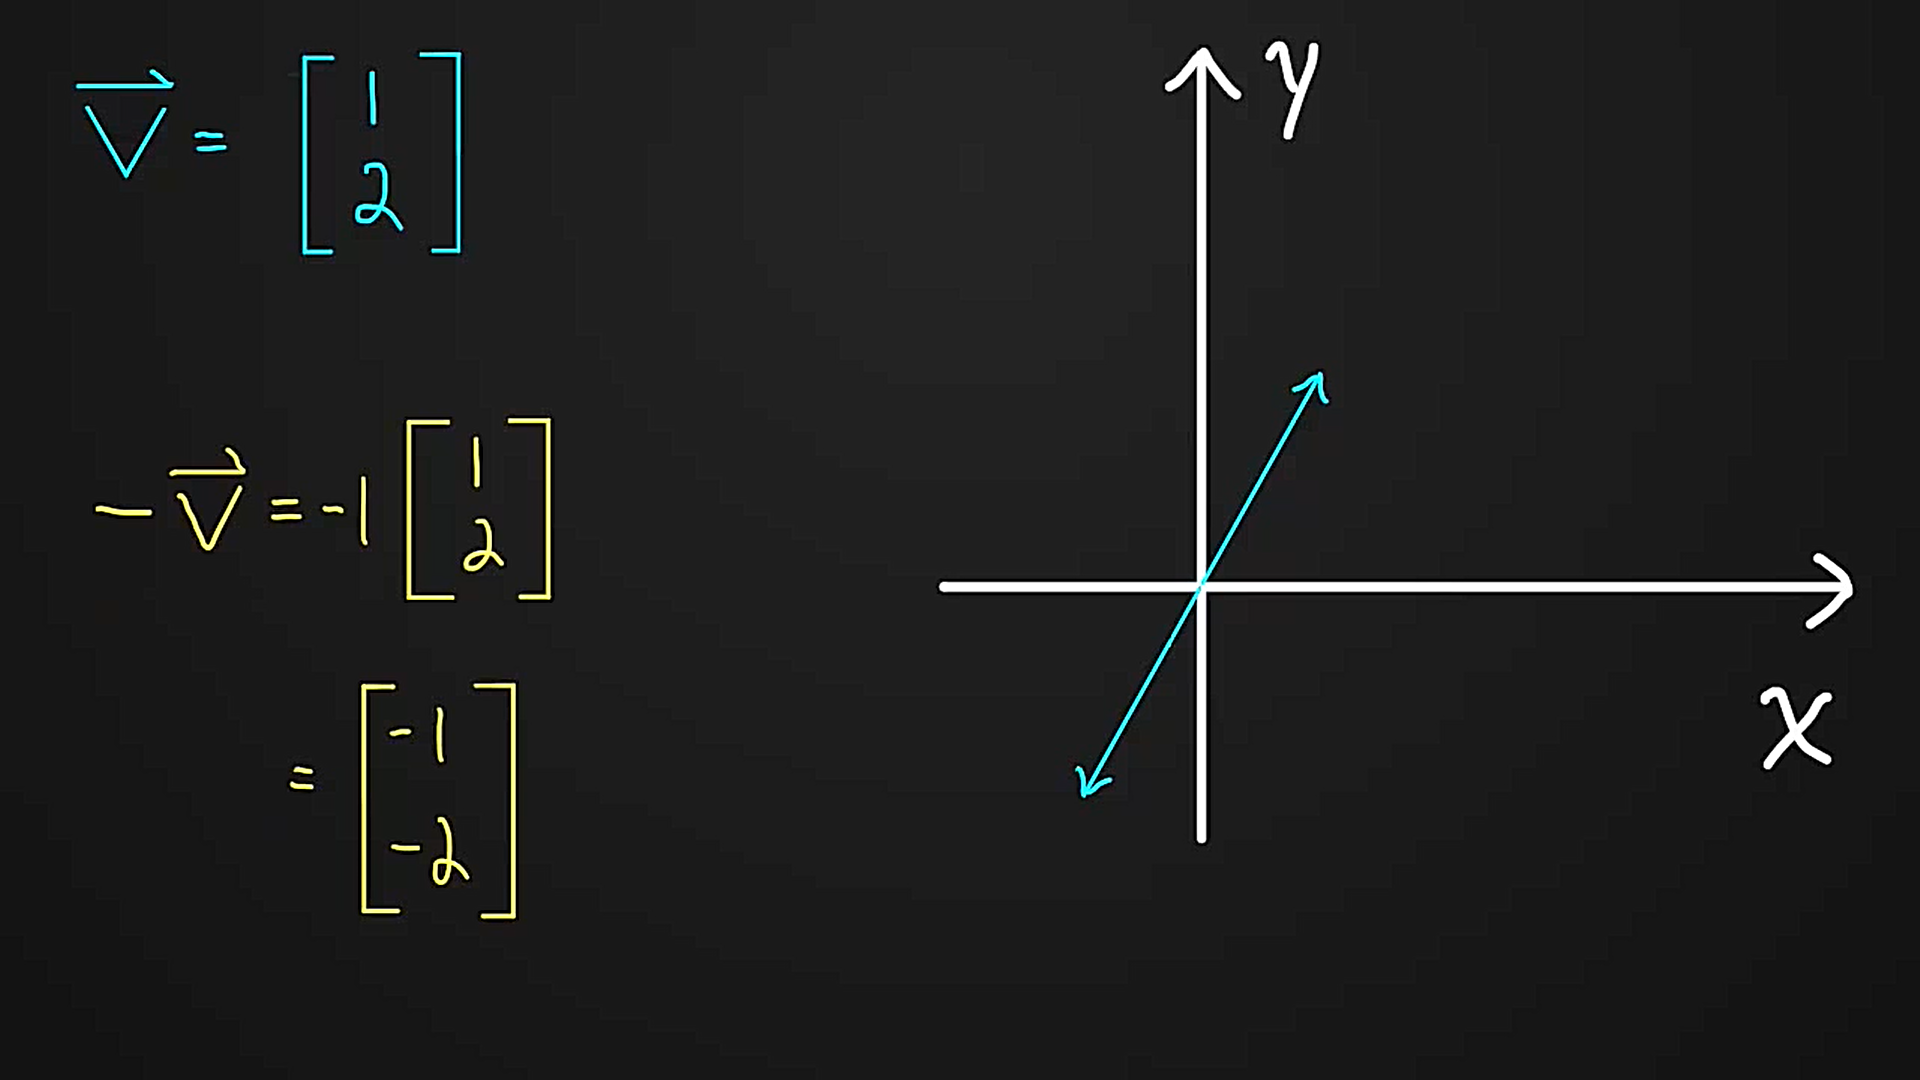 V⃗ = [1
2]
-V⃗ = -1 [1
2]
= [-1
-2]
y
x